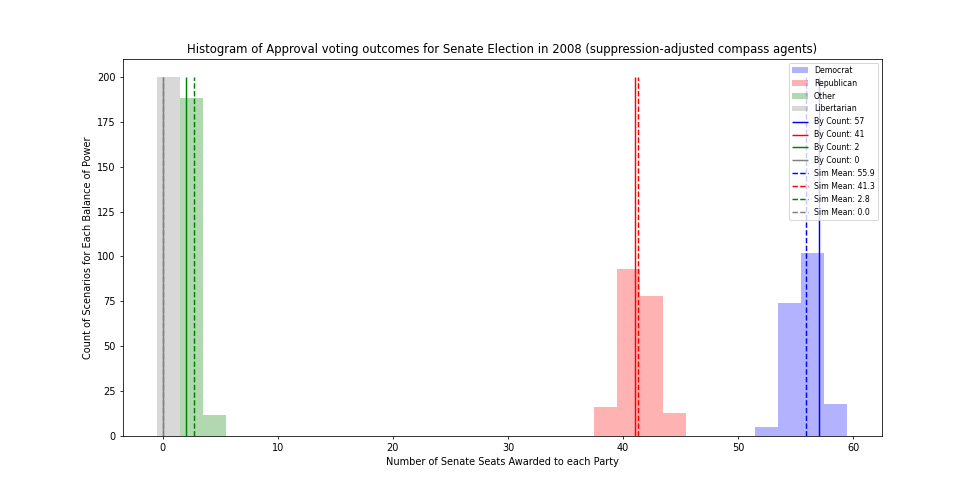 Histogram of Approval voting outcomes for Senate Election in 2008 (suppression-adjusted compass agents)
Count of Scenarios for Each Balance of Power
200
175
150
125
100
75
50
25
0
0 10 20 30 40 50 60
Number of Senate Seats Awarded to each Party
Democrat
Republican
Other
Libertarian
By Count: 57
By Count: 41
By Count: 2
By Count: 0
Sim Mean: 55.9
Sim Mean: 41.3
Sim Mean: 2.8
Sim Mean: 0.0